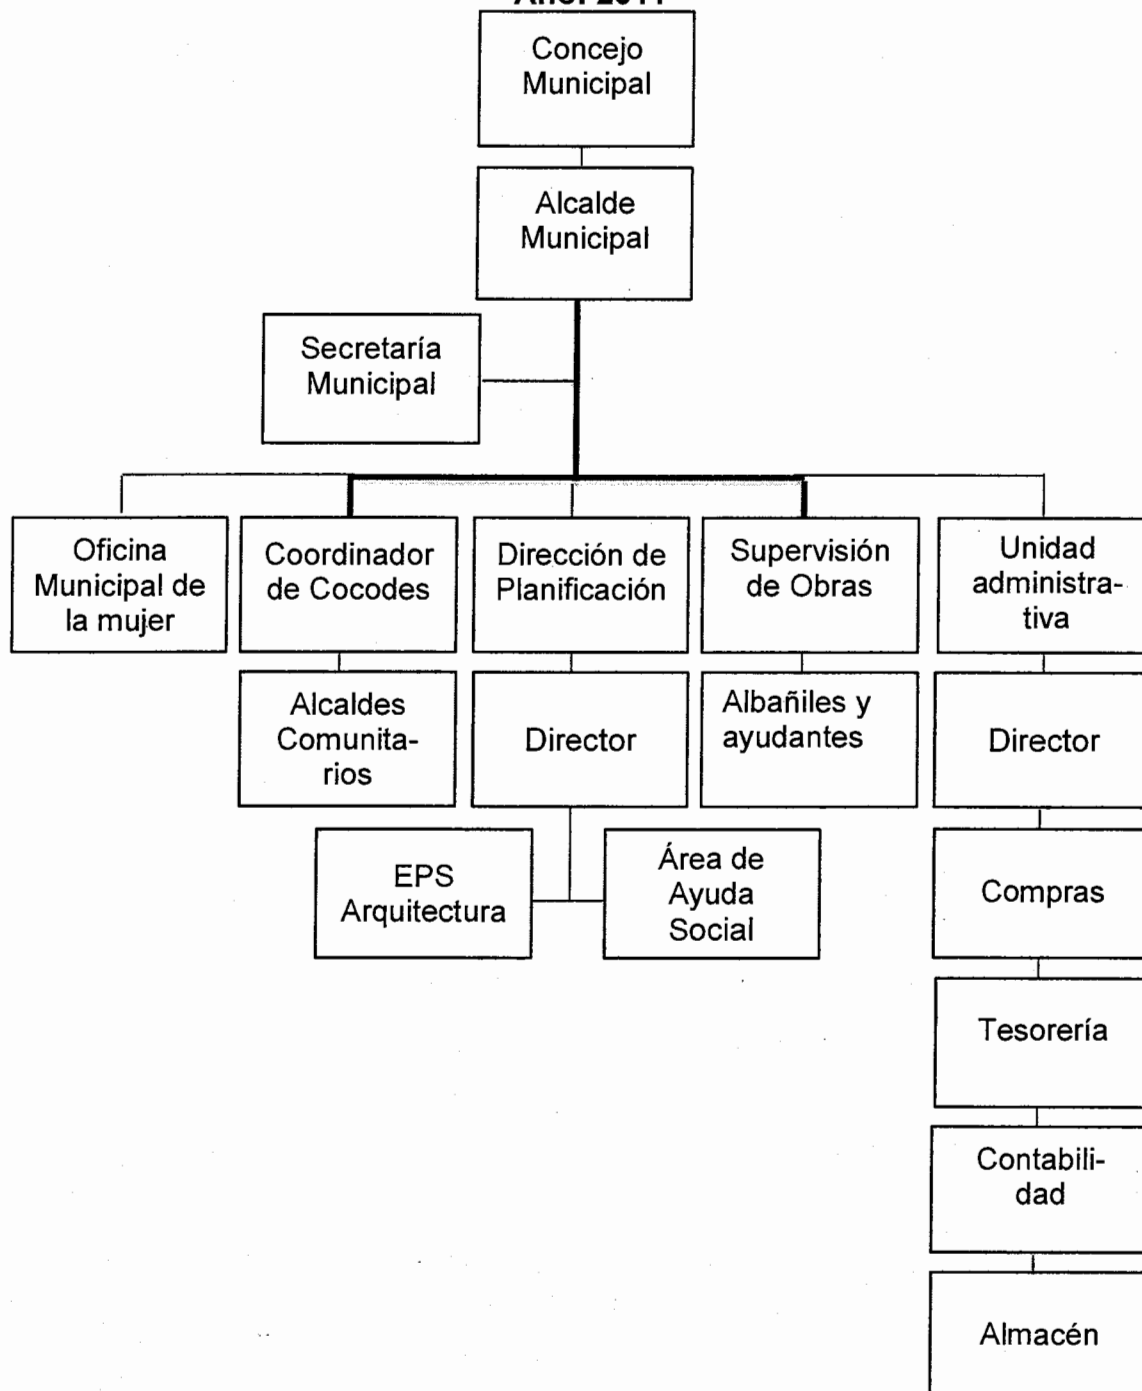 Concejo
Municipal
Alcalde
Municipal
Secretaría
Municipal
Oficina
Municipal de
la mujer
Coordinador
de Cocodes
Dirección de
Planificación
Supervisión
de Obras
Unidad
administra-
tiva
Alcaldes
Comunita-
rios
Director
Albañiles y
ayudantes
Director
EPS
Arquitectura
Área de
Ayuda
Social
Compras
Tesorería
Contabili-
dad
Almacén